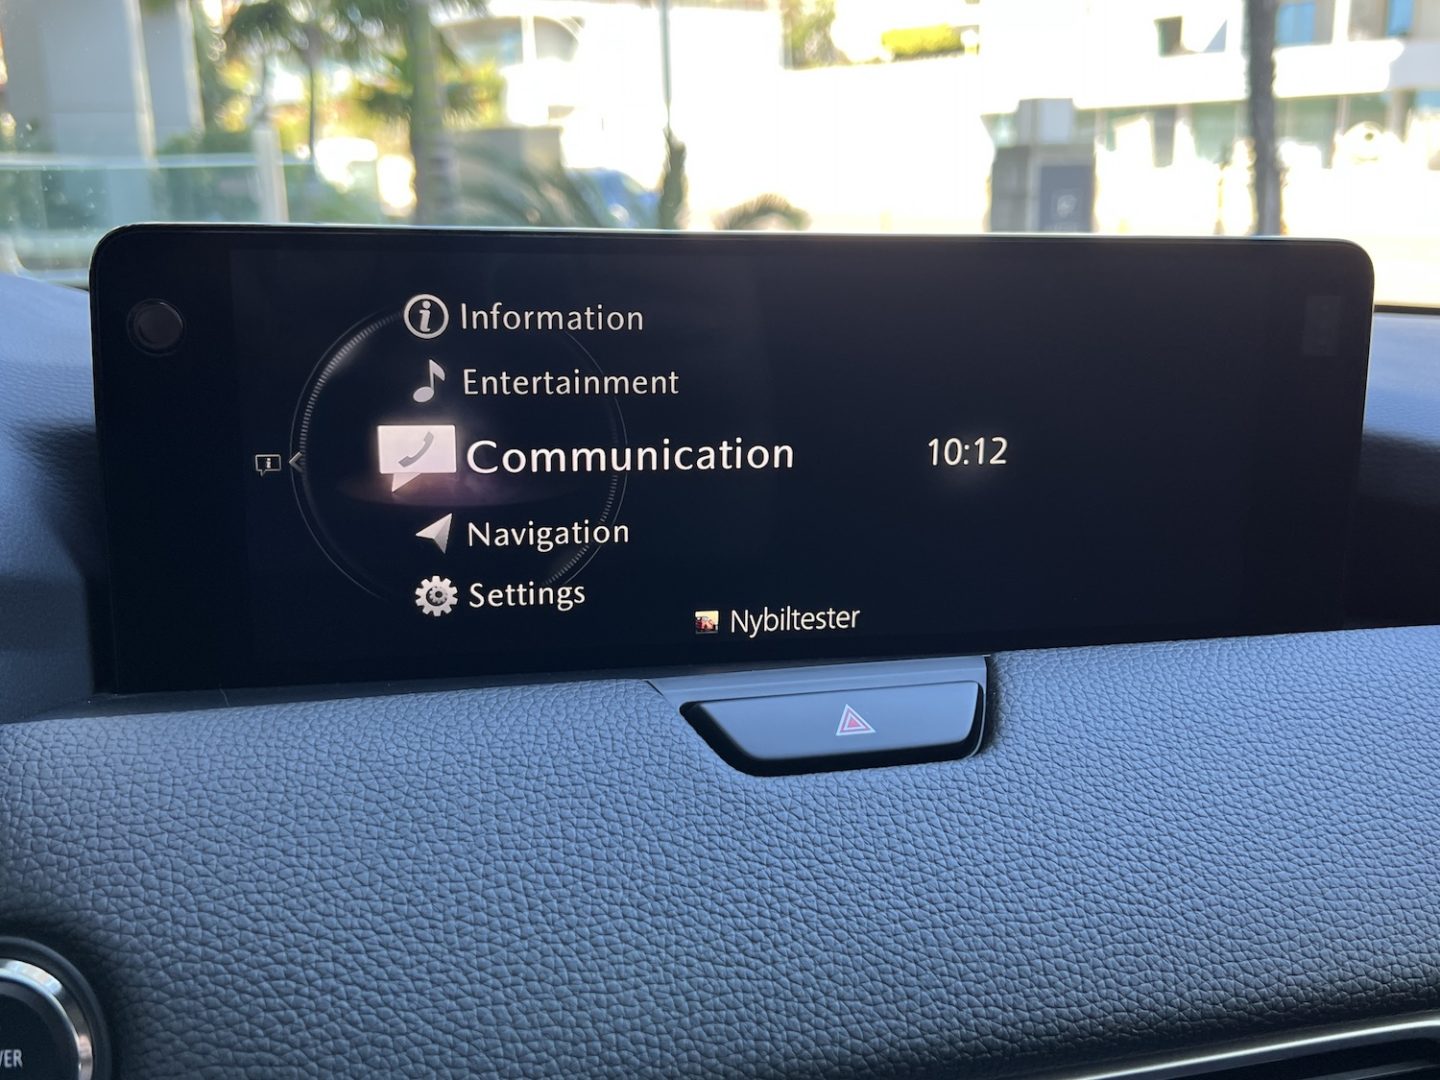 Information
Entertainment
Communication
10:12
Navigation
Settings
Nybiltester